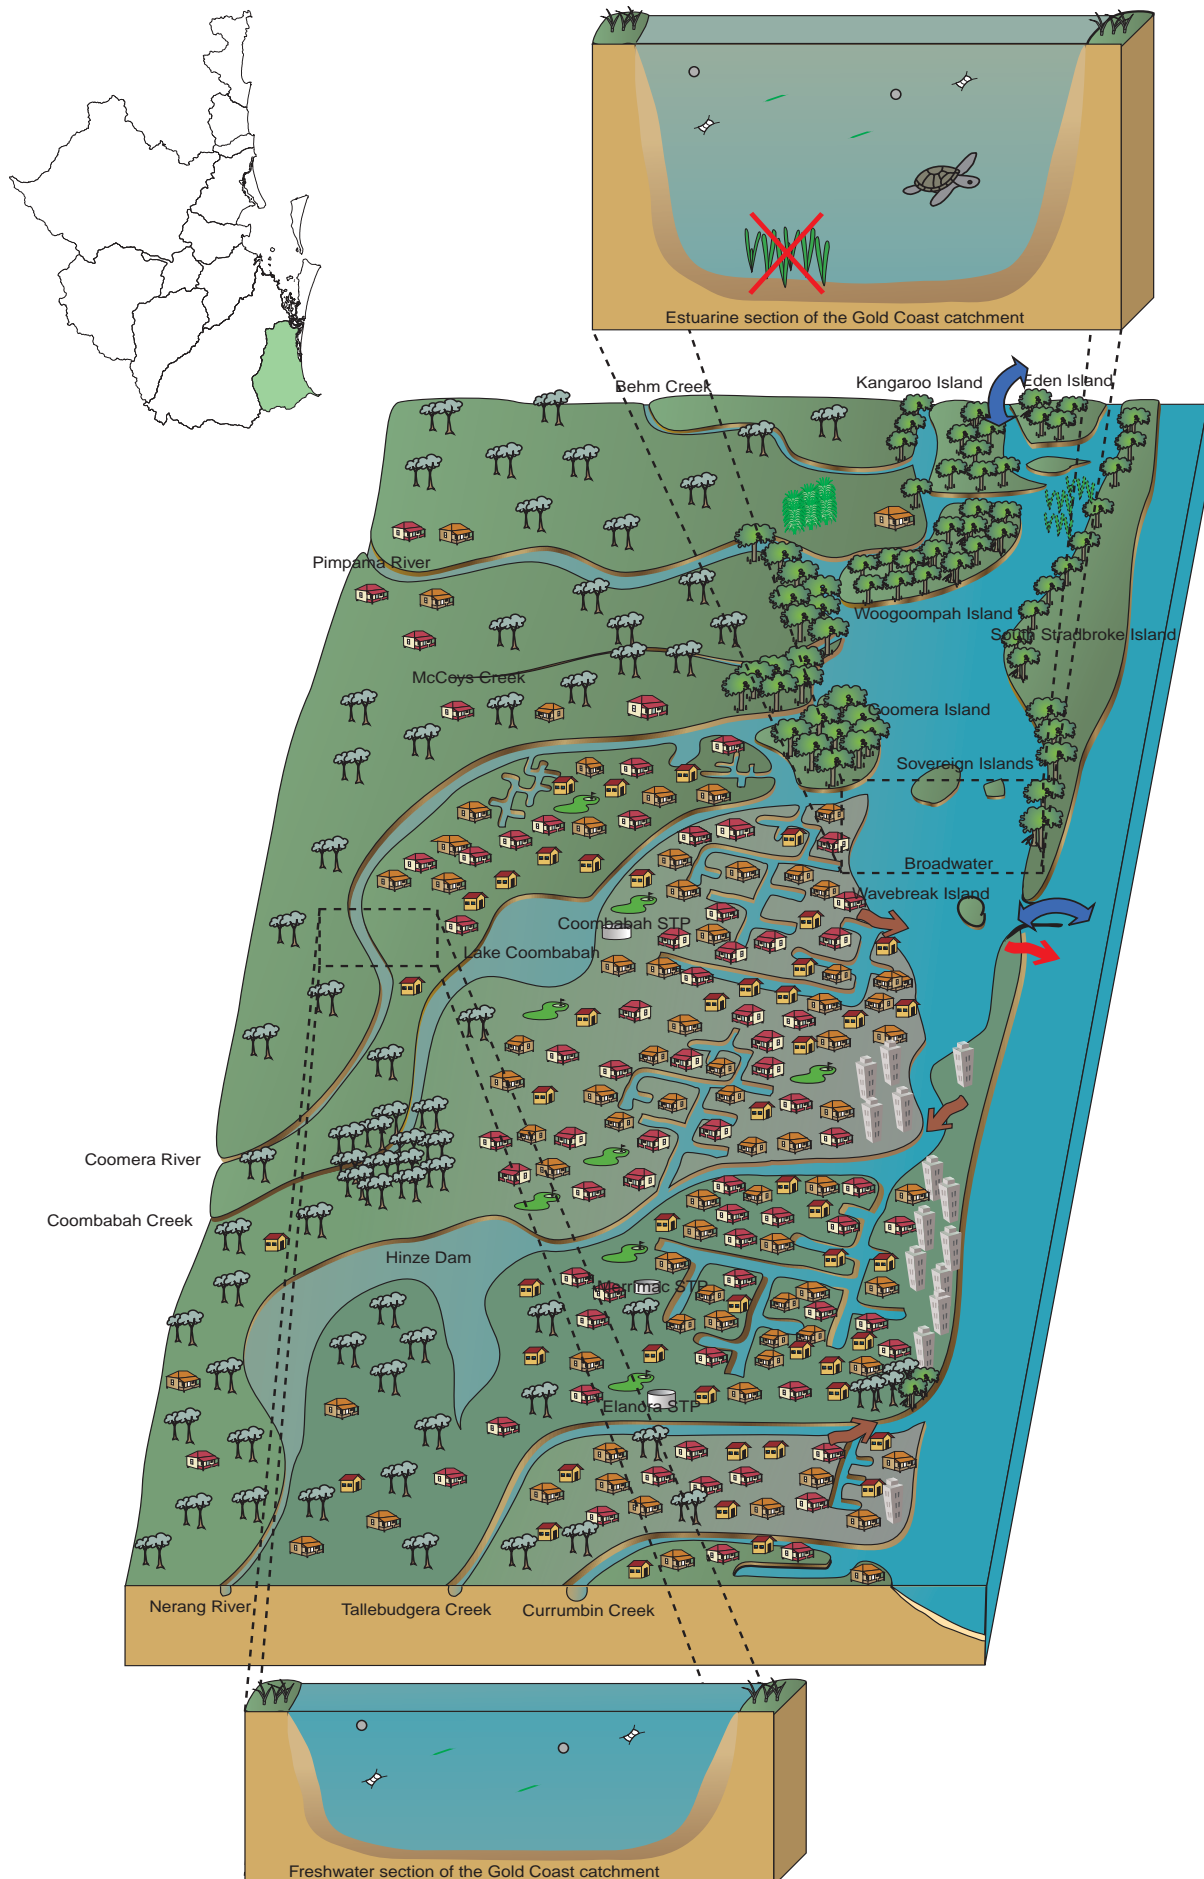 Estuarine section of the Gold Coast catchment
Behm Creek
Kangaroo Island
Eden Island
Pimpama River
Woogoompah Island
South Stradbroke Island
McCoys Creek
Coomera Island
Sovereign Islands
Broadwater
Wavebreak Island
Coombabah STP
Lake Coombabah
Coomera River
Coombabah Creek
Hinze Dam
Merrimac STP
Elanora STP
Nerang River
Tallebudgera Creek
Currumbin Creek
Freshwater section of the Gold Coast catchment